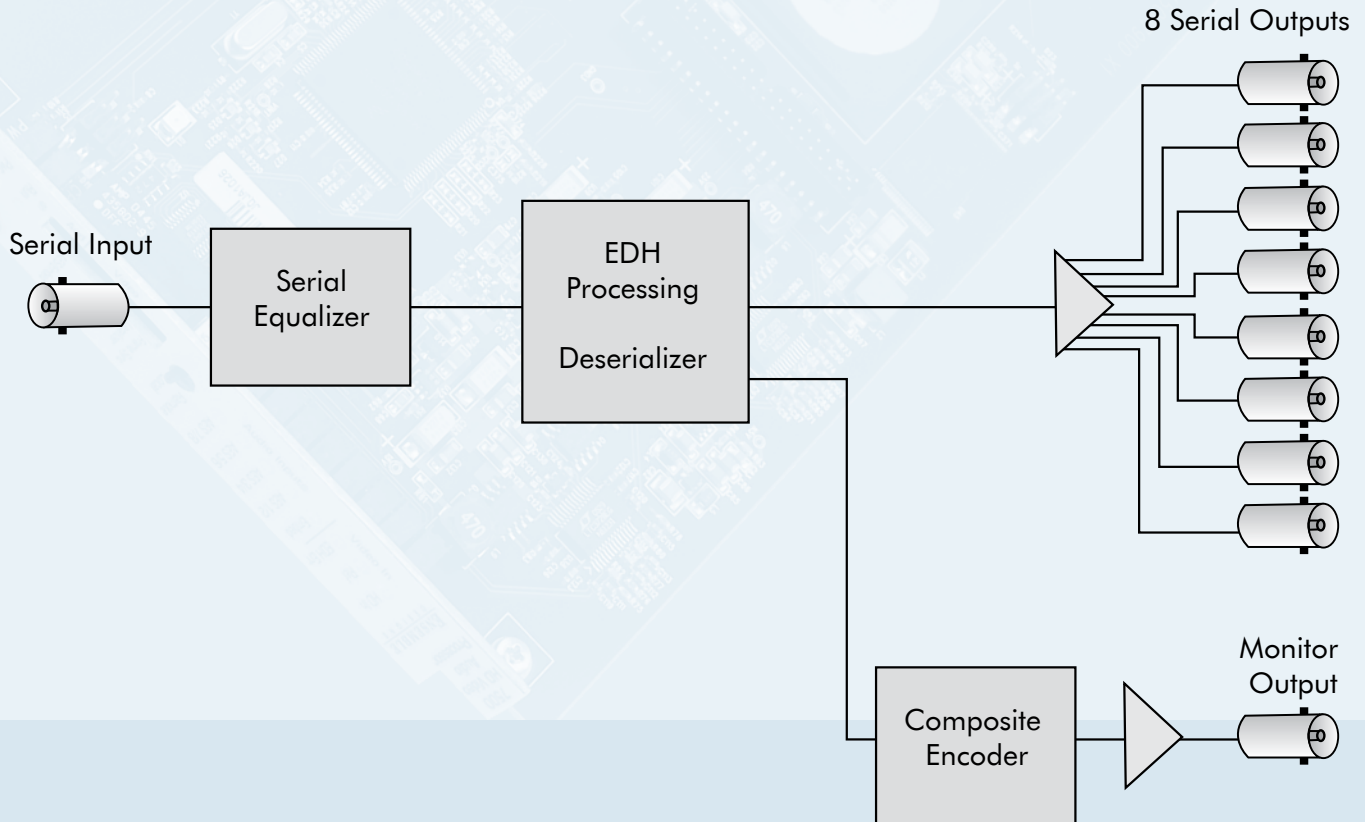 8 Serial Outputs
Serial Input
Serial
Equalizer
EDH
Processing
Deserializer
Monitor
Output
Composite
Encoder